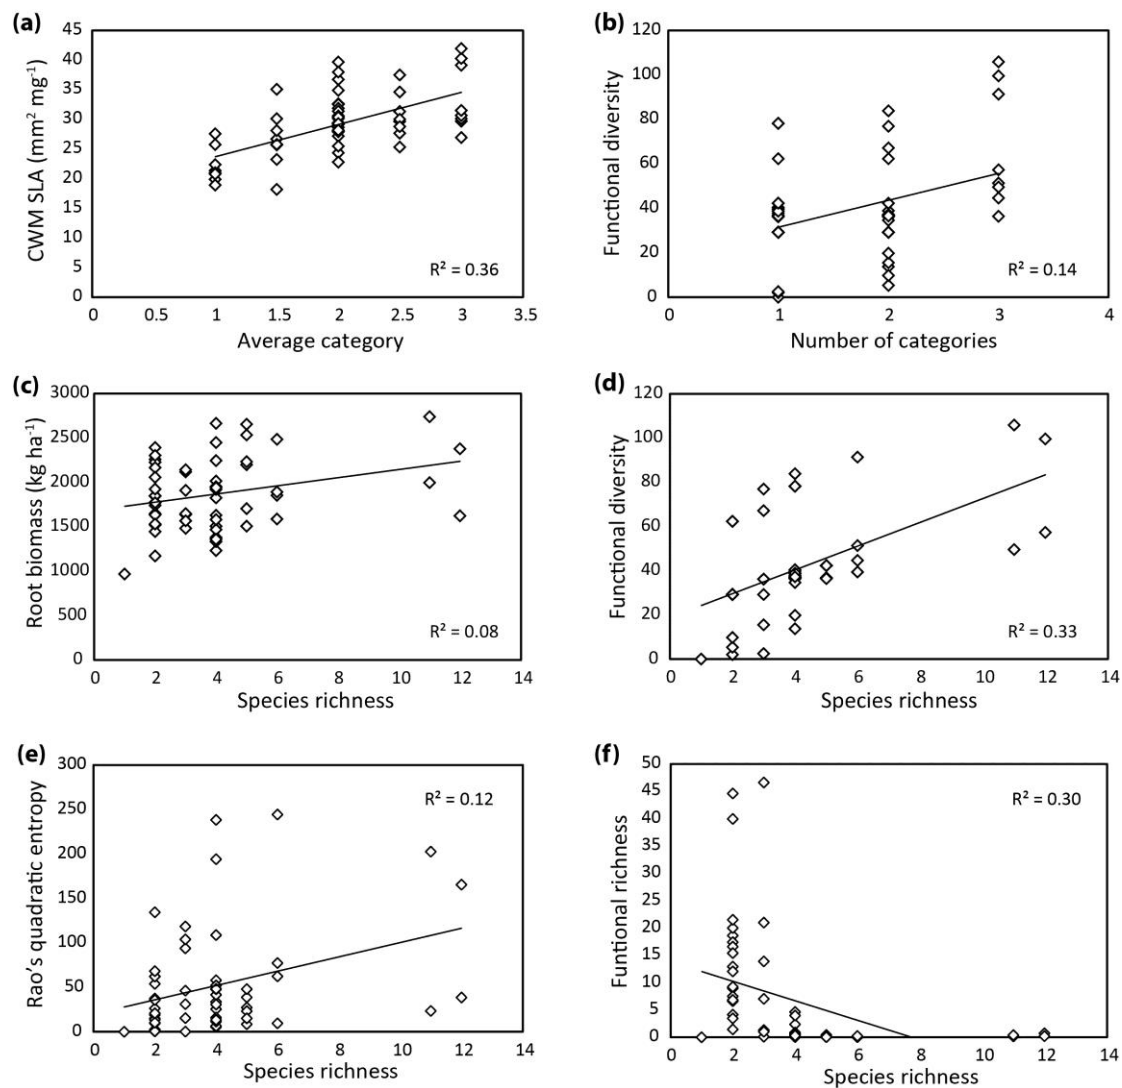 (a)
45
40
35
30
25
20
15
10
5
0
CWM SLA (mm² mg⁻¹)
R² = 0.36
0 0.5 1 1.5 2 2.5 3 3.5
Average category
(b)
120
100
80
60
40
20
0
Functional diversity
R² = 0.14
0 1 2 3 4
Number of categories
(c)
3000
2500
2000
1500
1000
500
0
Root biomass (kg ha⁻¹)
R² = 0.08
0 2 4 6 8 10 12 14
Species richness
(d)
120
100
80
60
40
20
0
Functional diversity
R² = 0.33
0 2 4 6 8 10 12 14
Species richness
(e)
300
250
200
150
100
50
0
Rao's quadratic entropy
R² = 0.12
0 2 4 6 8 10 12 14
Species richness
(f)
50
45
40
35
30
25
20
15
10
5
0
Funtional richness
R² = 0.30
0 2 4 6 8 10 12 14
Species richness